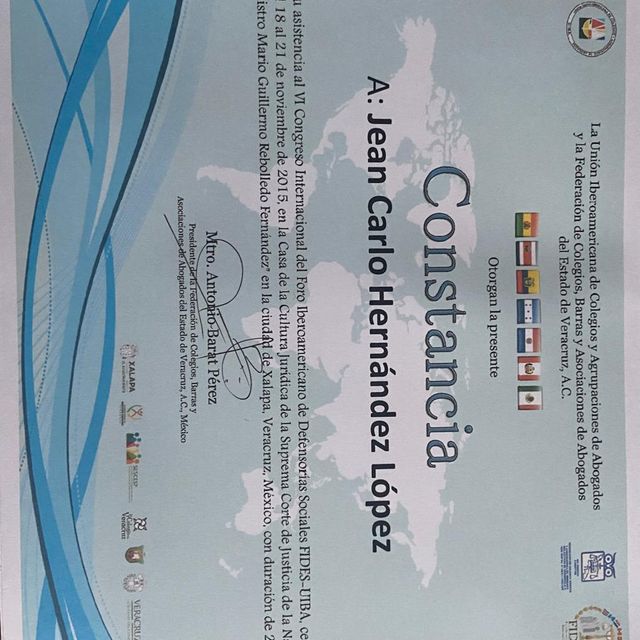 La Unión Iberoamericana de Colegios y Agrupaciones de Abogados
y la Federación de Colegios, Barras y Asociaciones de Abogados
del Estado de Veracruz, A.C.
Otorgan la presente
Constancia
A: Jean Carlo Hernández López
u asistencia al VI Congreso Internacional del Foro Iberoamericano de Defensorías Sociales FIDES-UIBA, ce
18 al 21 de noviembre de 2015, en la Casa de la Cultura Jurídica de la Suprema Corte de Justicia de la Na
istro Mario Guillermo Rebolledo Fernández" en la ciudad de Xalapa, Veracruz, México, con duración de 2
Mtro. Antonio Barat Pérez
Presidente de la Federación de Colegios, Barras y
Asociaciones de Abogados del Estado de Veracruz, A.C., México
XALAPA
SESCESP
Veracruz
VERACRUZ